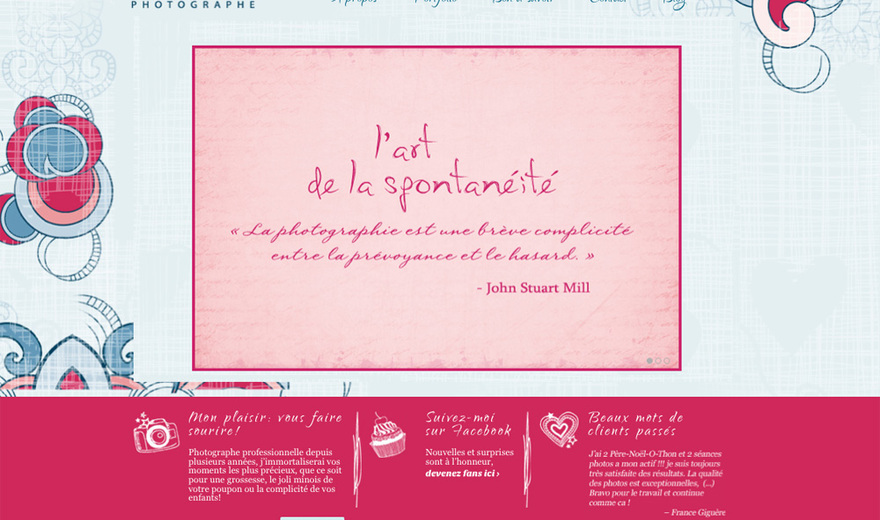 PHOTOGRAPHE
l'art
de la spontanéité
« La photographie est une brève complicité
entre la prévoyance et le hasard. »
- John Stuart Mill
Mon plaisir: vous faire
sourire!
Photographe professionnelle depuis
plusieurs années, j'immortaliserai vos
moments les plus précieux, que ce soit
pour une grossesse, le joli minois de
votre poupon ou la complicité de vos
enfants!
Suivez-moi
sur Facebook
Nouvelles et surprises
sont à l'honneur,
devenez fans ici ›
Beaux mots de
clients passés
J'ai 2 Père-Noël-O-Thon et 2 séances
photos a mon actif !!! je suis toujours
très satisfaite des résultats. La qualité
des photos est exceptionnelles, (...)
Bravo pour le travail et continue
comme ca !
– France Giguère